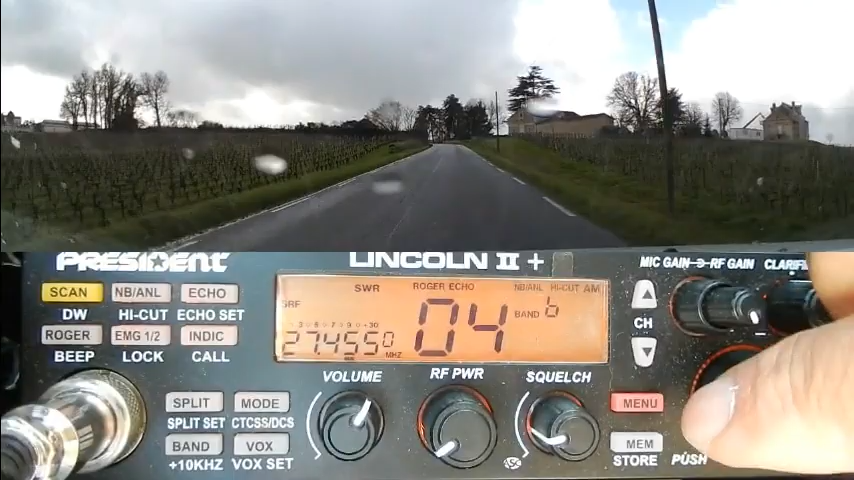 PRESIDENT
LINCOLN II +
MIC GAIN RF GAIN CLARIFIE
SCAN NB/ANL ECHO
DW HI-CUT ECHO SET
ROGER EMG 1/2 INDIC
BEEP LOCK CALL
SWR ROGER ECHO NB/ANL HI-CUT AM
SRF
04 BAND b
27.4550 MHZ
CH
VOLUME RF PWR SQUELCH
SPLIT MODE
SPLIT SET CTCSS/DCS
BAND VOX
+10KHZ VOX SET
ASC
MENU
MEM
STORE
PUSH